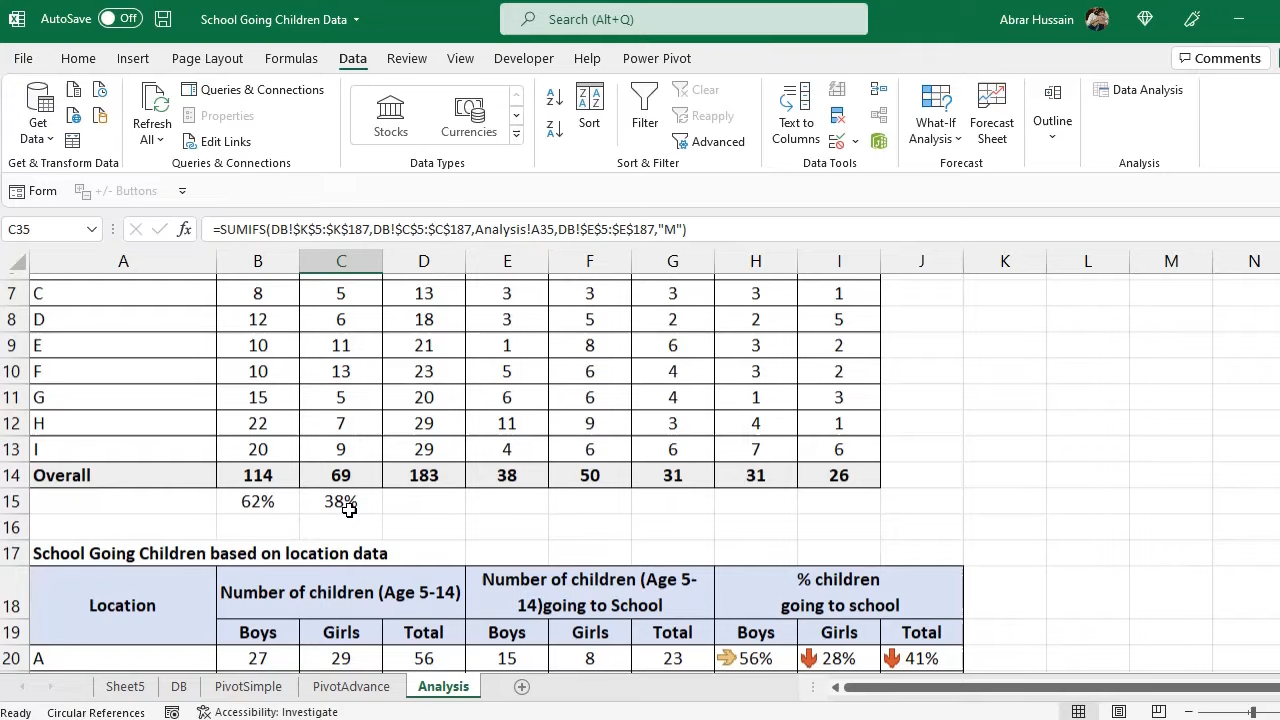 AutoSave Off School Going Children Data Search (Alt+Q) Abrar Hussain
File Home Insert Page Layout Formulas Data Review View Developer Help Power Pivot Comments
Get Data Refresh All Queries & Connections Properties Edit Links Stocks Currencies Sort Filter Clear Reapply Advanced Text to Columns What-If Analysis Forecast Sheet Outline Data Analysis
Get & Transform Data Queries & Connections Data Types Sort & Filter Data Tools Forecast Analysis
Form +/- Buttons
C35 fx =SUMIFS(DB!$K$5:$K$187,DB!$C$5:$C$187,Analysis!A35,DB!$E$5:$E$187,"M")
A B C D E F G H I J K L M N
7 C 8 5 13 3 3 3 3 1
8 D 12 6 18 3 5 2 2 5
9 E 10 11 21 1 8 6 3 2
10 F 10 13 23 5 6 4 3 2
11 G 15 5 20 6 6 4 1 3
12 H 22 7 29 11 9 3 4 1
13 I 20 9 29 4 6 6 7 6
14 Overall 114 69 183 38 50 31 31 26
15 62% 38%
16
17 School Going Children based on location data
18 Location Number of children (Age 5-14) Number of children (Age 5-14)going to School % children going to school
19 Boys Girls Total Boys Girls Total Boys Girls Total
20 A 27 29 56 15 8 23 56% 28% 41%
Sheet5 DB PivotSimple PivotAdvance Analysis
Ready Circular References Accessibility: Investigate